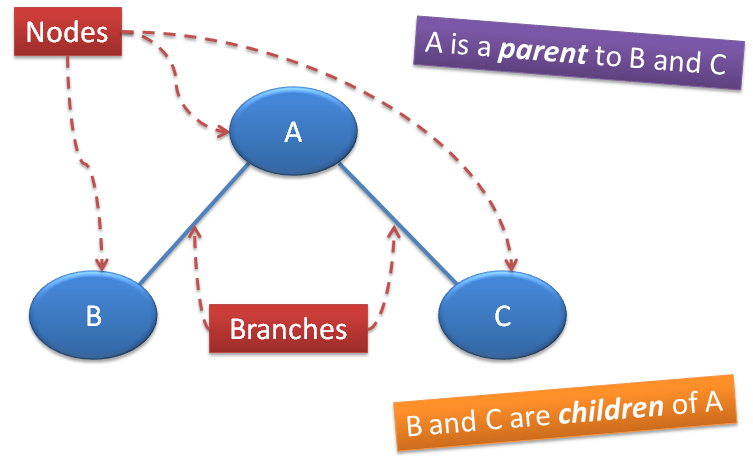 Nodes
A is a parent to B and C
A
B
Branches
C
B and C are children of A